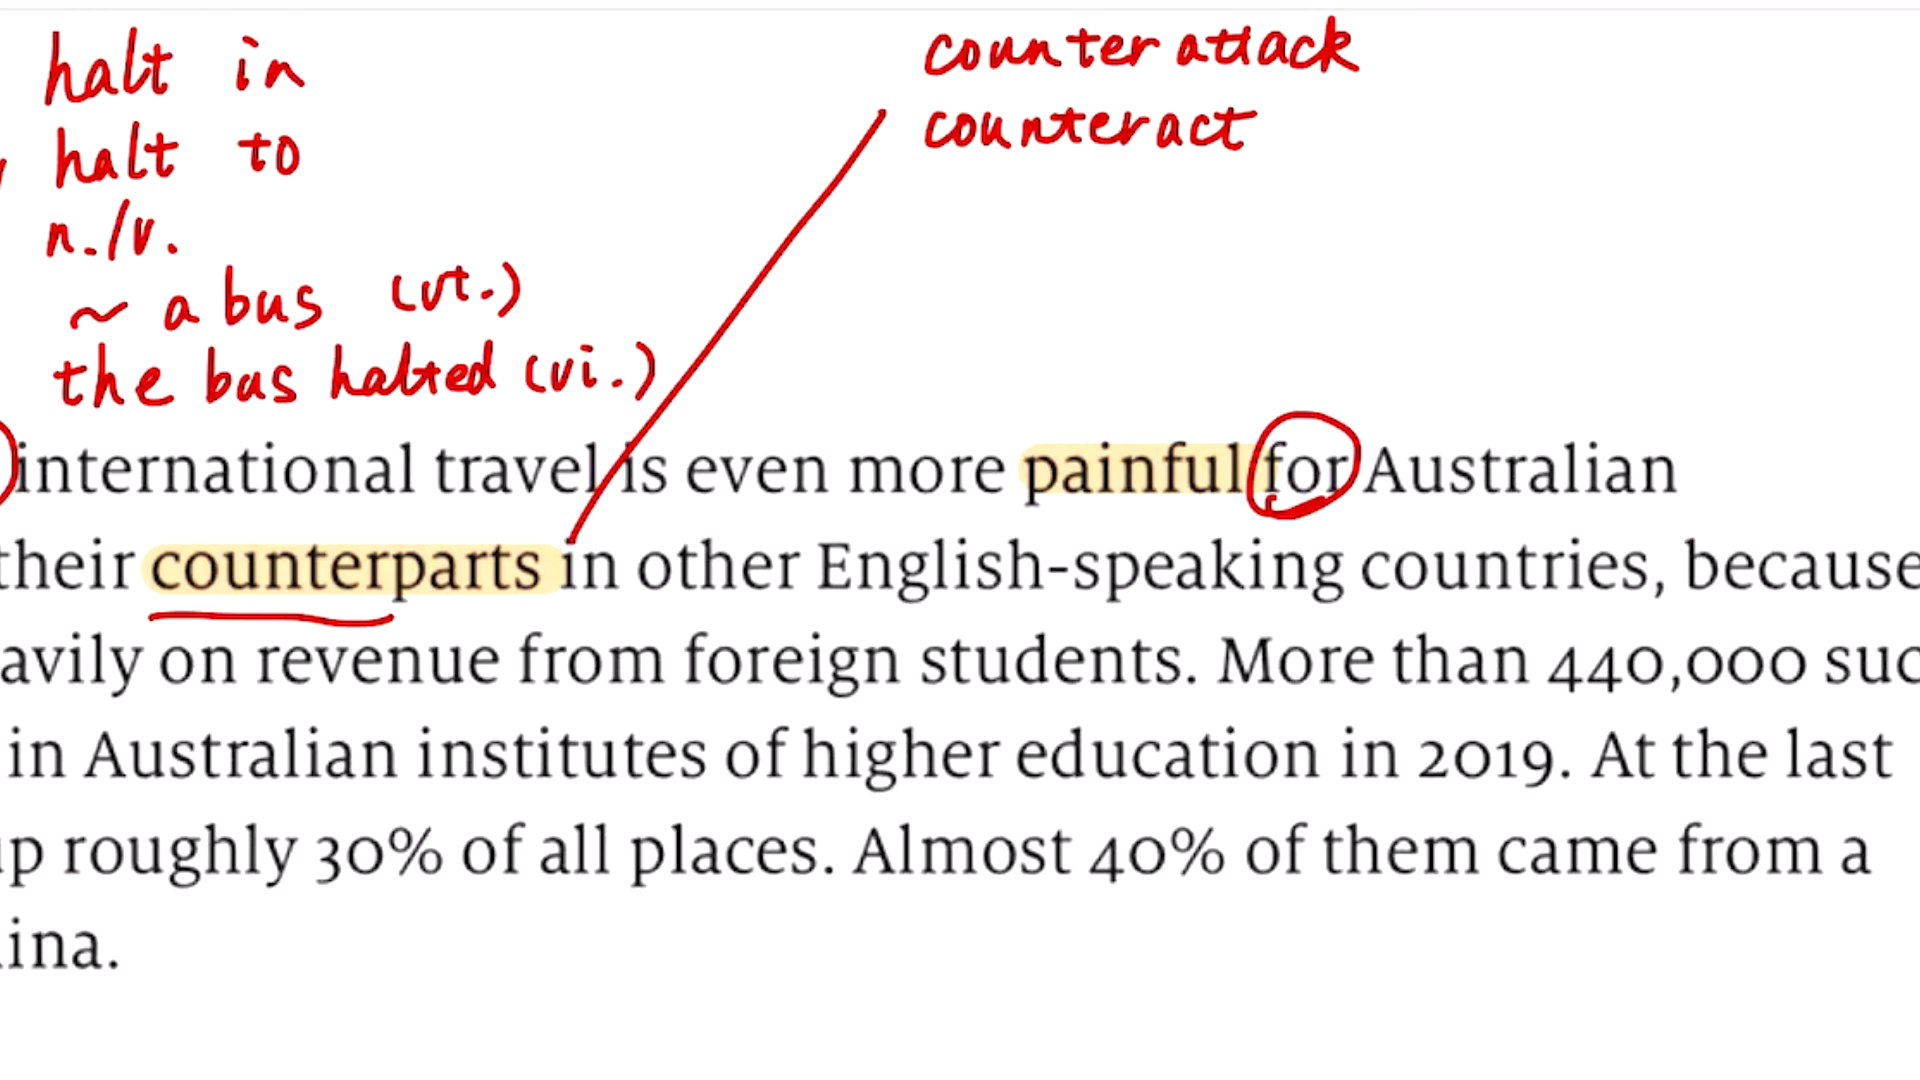 halt in
halt to
n./v.
~ a bus (vt.)
the bus halted (vi.)
counter attack
counteract
international travel is even more painful for Australian
their counterparts in other English-speaking countries, because
avily on revenue from foreign students. More than 440,000 suc
in Australian institutes of higher education in 2019. At the last
up roughly 30% of all places. Almost 40% of them came from a
ina.